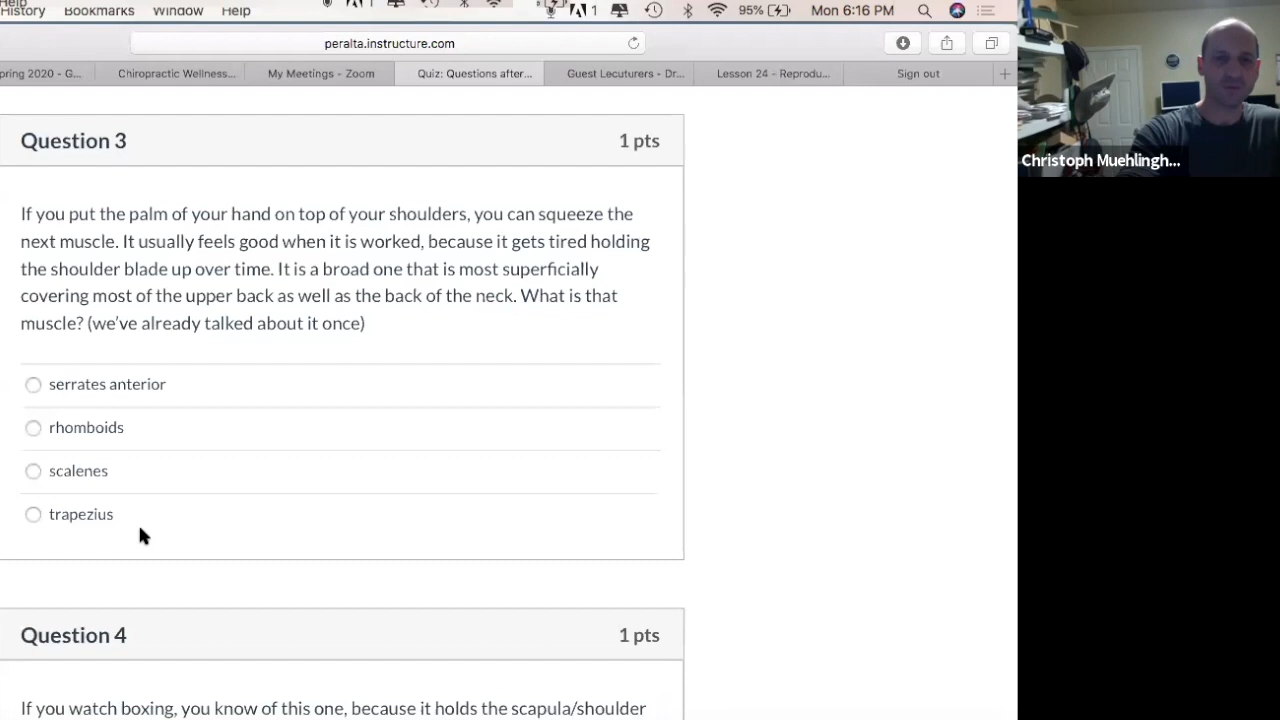 Help
History Bookmarks Window Help
1 95% Mon 6:16 PM
peralta.instructure.com
pring 2020 - G... Chiropractic Wellness... My Meetings - Zoom Quiz: Questions after... Guest Lecuturers - Dr... Lesson 24 - Reprodu... Sign out
Christoph Muehlingh...
Question 3 1 pts
If you put the palm of your hand on top of your shoulders, you can squeeze the
next muscle. It usually feels good when it is worked, because it gets tired holding
the shoulder blade up over time. It is a broad one that is most superficially
covering most of the upper back as well as the back of the neck. What is that
muscle? (we’ve already talked about it once)
serrates anterior
rhomboids
scalenes
trapezius
Question 4 1 pts
If you watch boxing, you know of this one, because it holds the scapula/shoulder